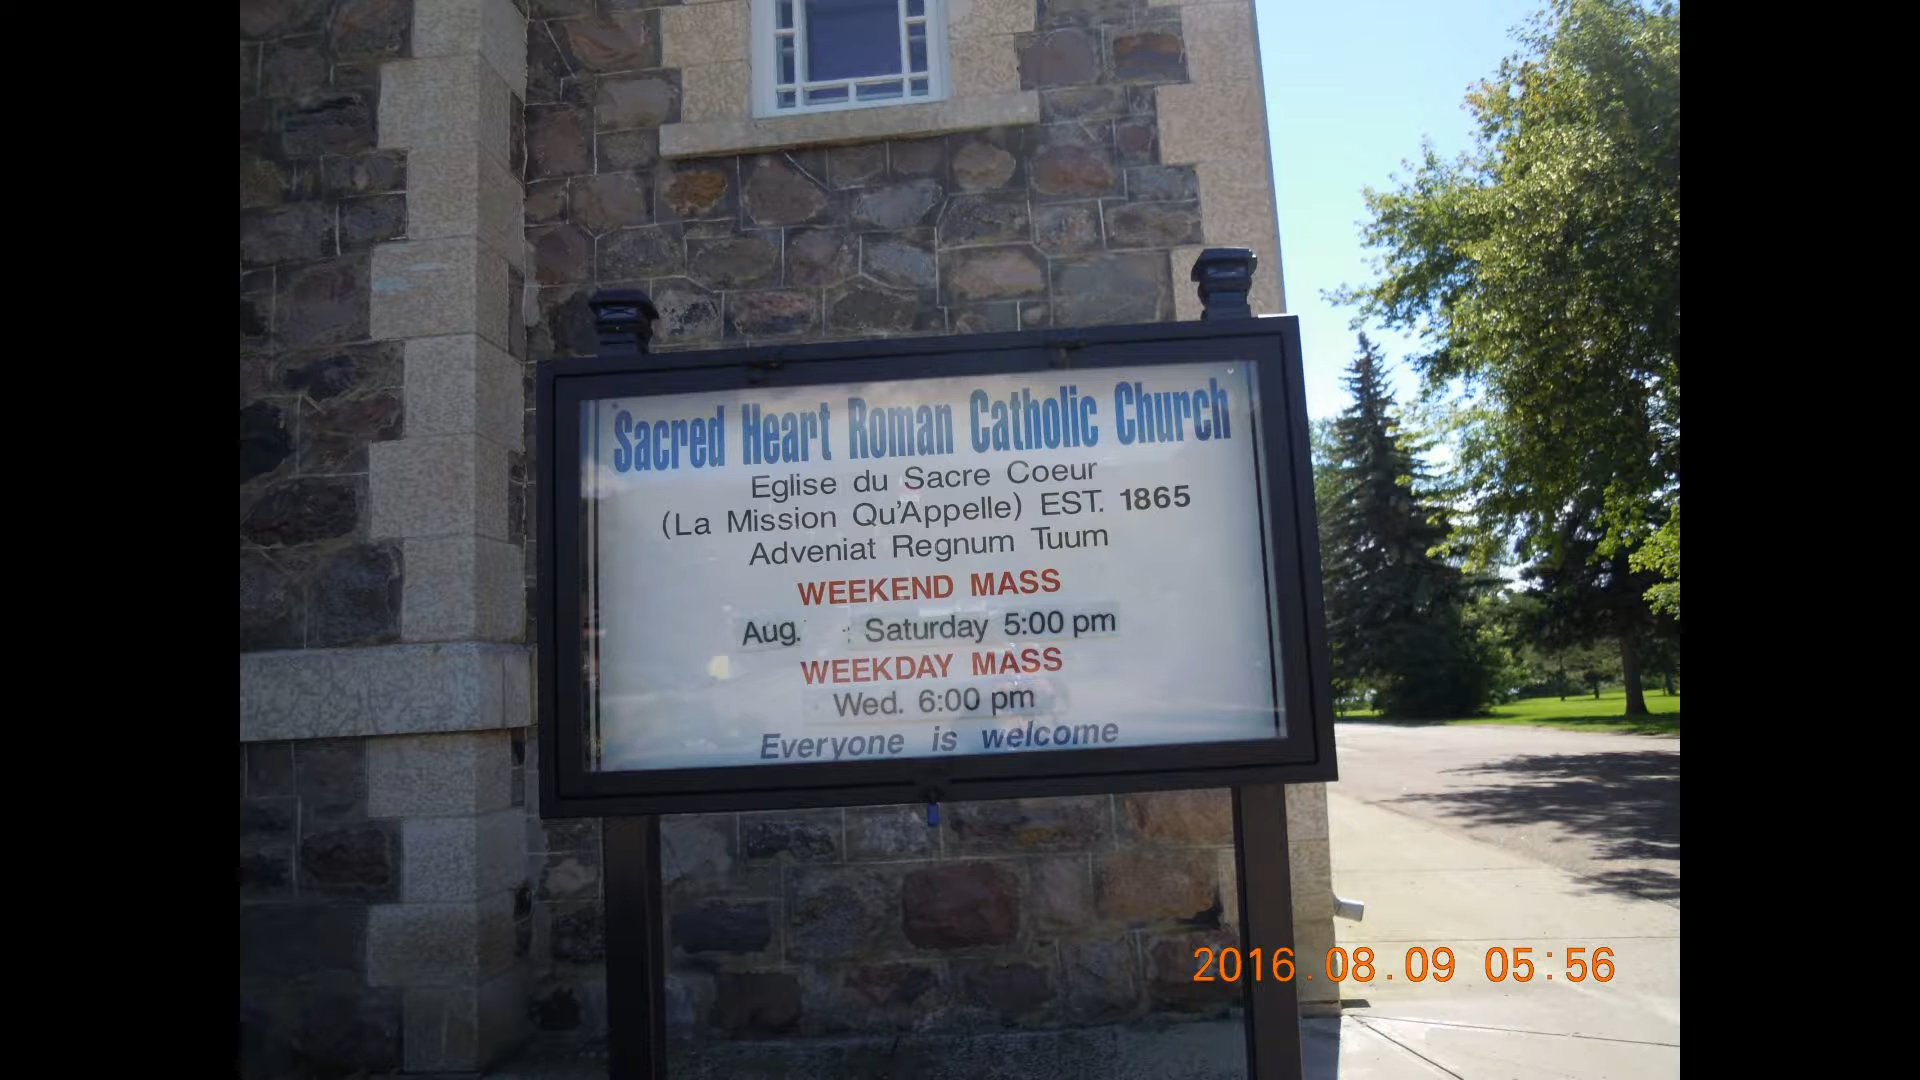 Sacred Heart Roman Catholic Church
Eglise du Sacre Coeur
(La Mission Qu'Appelle) EST. 1865
Adveniat Regnum Tuum
WEEKEND MASS
Aug. : Saturday 5:00 pm
WEEKDAY MASS
Wed. 6:00 pm
Everyone is welcome
2016.08.09 05:56